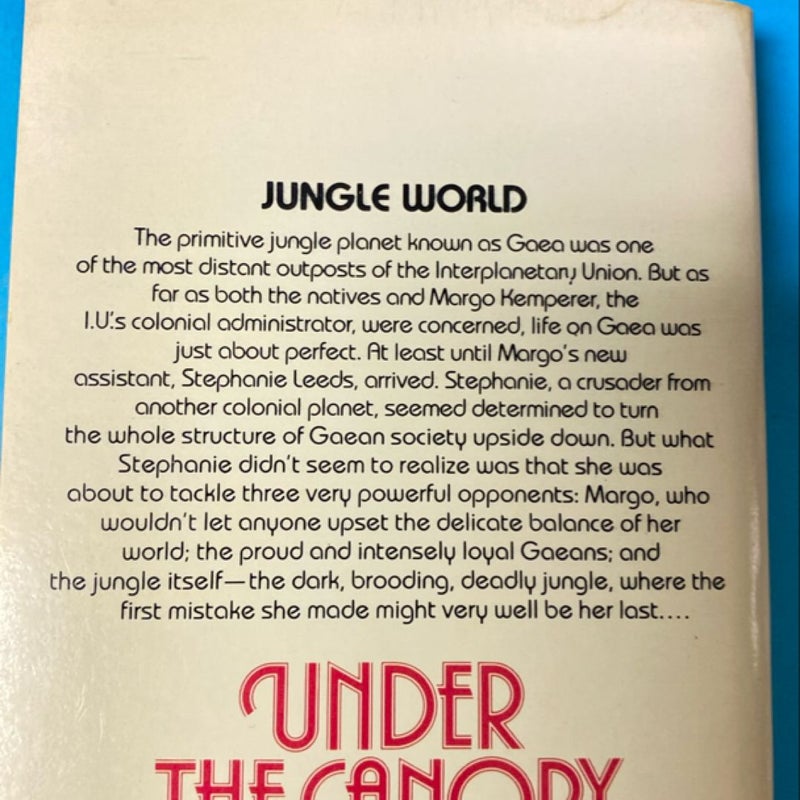 JUNGLE WORLD
The primitive jungle planet known as Gaea was one
of the most distant outposts of the Interplanetary Union. But as
far as both the natives and Margo Kemperer, the
I.U.'s colonial administrator, were concerned, life on Gaea was
just about perfect. At least until Margo's new
assistant, Stephanie Leeds, arrived. Stephanie, a crusader from
another colonial planet, seemed determined to turn
the whole structure of Gaean society upside down. But what
Stephanie didn't seem to realize was that she was
about to tackle three very powerful opponents: Margo, who
wouldn't let anyone upset the delicate balance of her
world; the proud and intensely loyal Gaeans; and
the jungle itself—the dark, brooding, deadly jungle, where the
first mistake she made might very well be her last....
UNDER
THE CANOPY